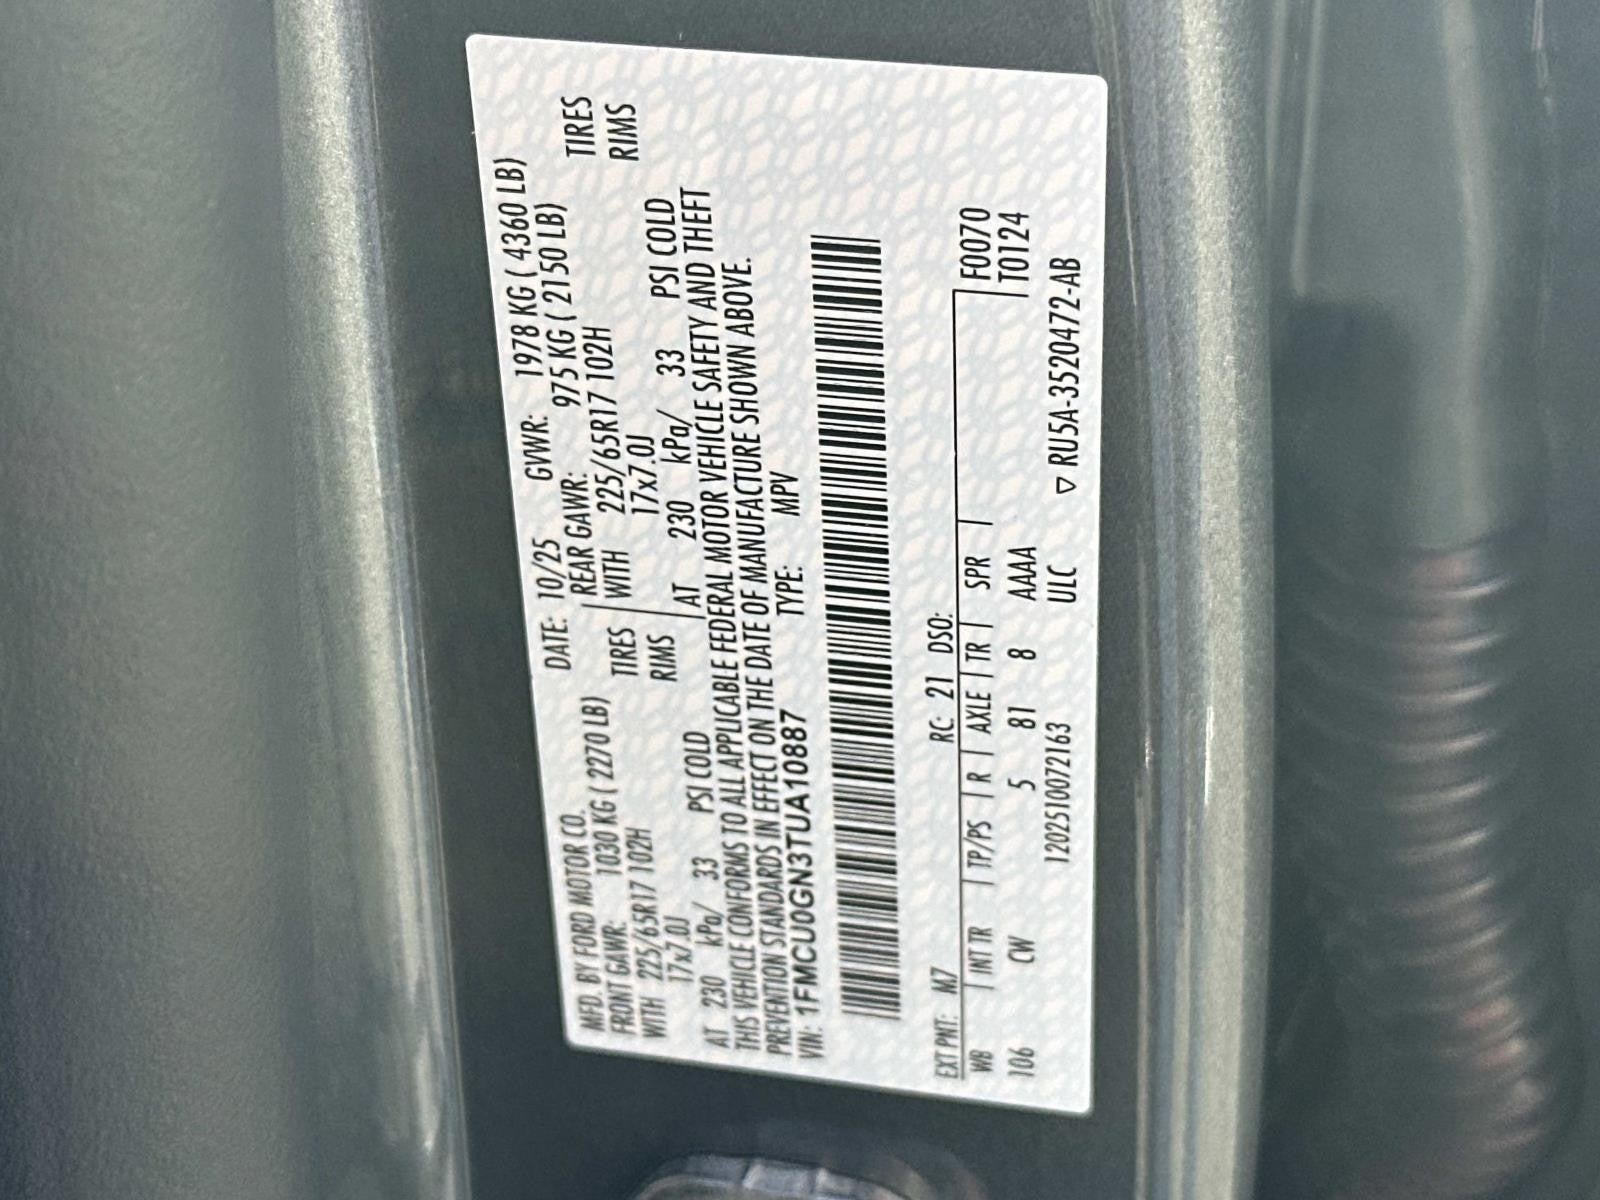 MFD. BY FORD MOTOR CO. DATE: 10/25 GVWR: 1978 KG ( 4360 LB)
FRONT GAWR: 1030 KG ( 2270 LB) REAR GAWR: 975 KG ( 2150 LB)
WITH 225/65R17 102H TIRES WITH 225/65R17 102H TIRES
17x7.0J RIMS 17x7.0J RIMS
AT 230 kPa/ 33 PSI COLD AT 230 kPa/ 33 PSI COLD
THIS VEHICLE CONFORMS TO ALL APPLICABLE FEDERAL MOTOR VEHICLE SAFETY AND THEFT
PREVENTION STANDARDS IN EFFECT ON THE DATE OF MANUFACTURE SHOWN ABOVE.
VIN: 1FMCU0GN3TUA10887 TYPE: MPV
EXT PNT: M7 RC: 21 DSO:
WB INT TR TP/PS R AXLE TR SPR F0070
106 CW 5 81 8 AAAA T0124
1202510072163 ULC ▽ RU5A-3520472-AB